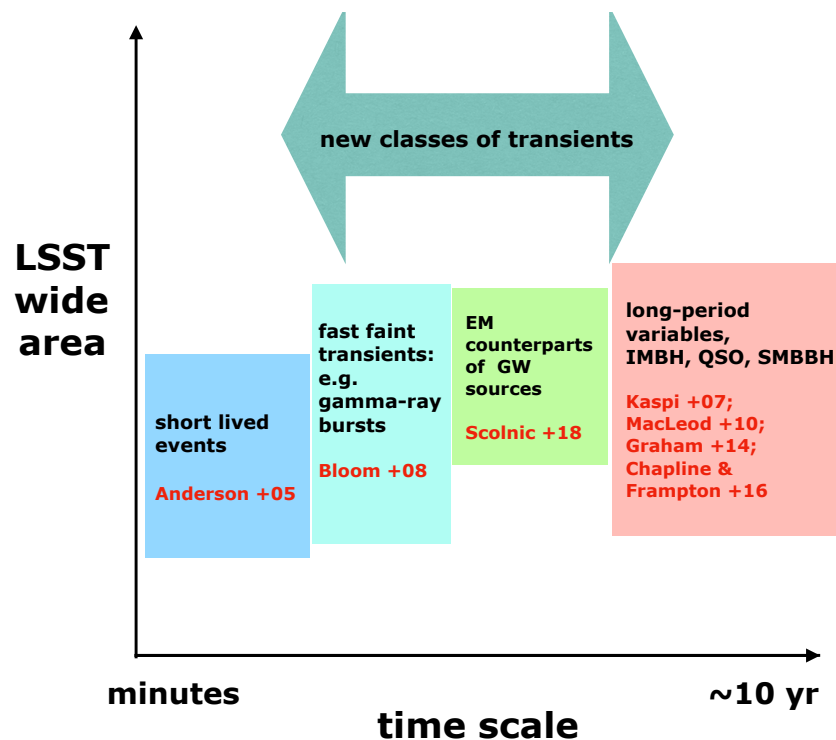 new classes of transients
LSST
wide
area
short lived
events
Anderson +05
fast faint
transients:
e.g.
gamma-ray
bursts
Bloom +08
EM
counterparts
of GW
sources
Scolnic +18
long-period
variables,
IMBH, QSO, SMBBH
Kaspi +07;
MacLeod +10;
Graham +14;
Chapline &
Frampton +16
minutes
~10 yr
time scale